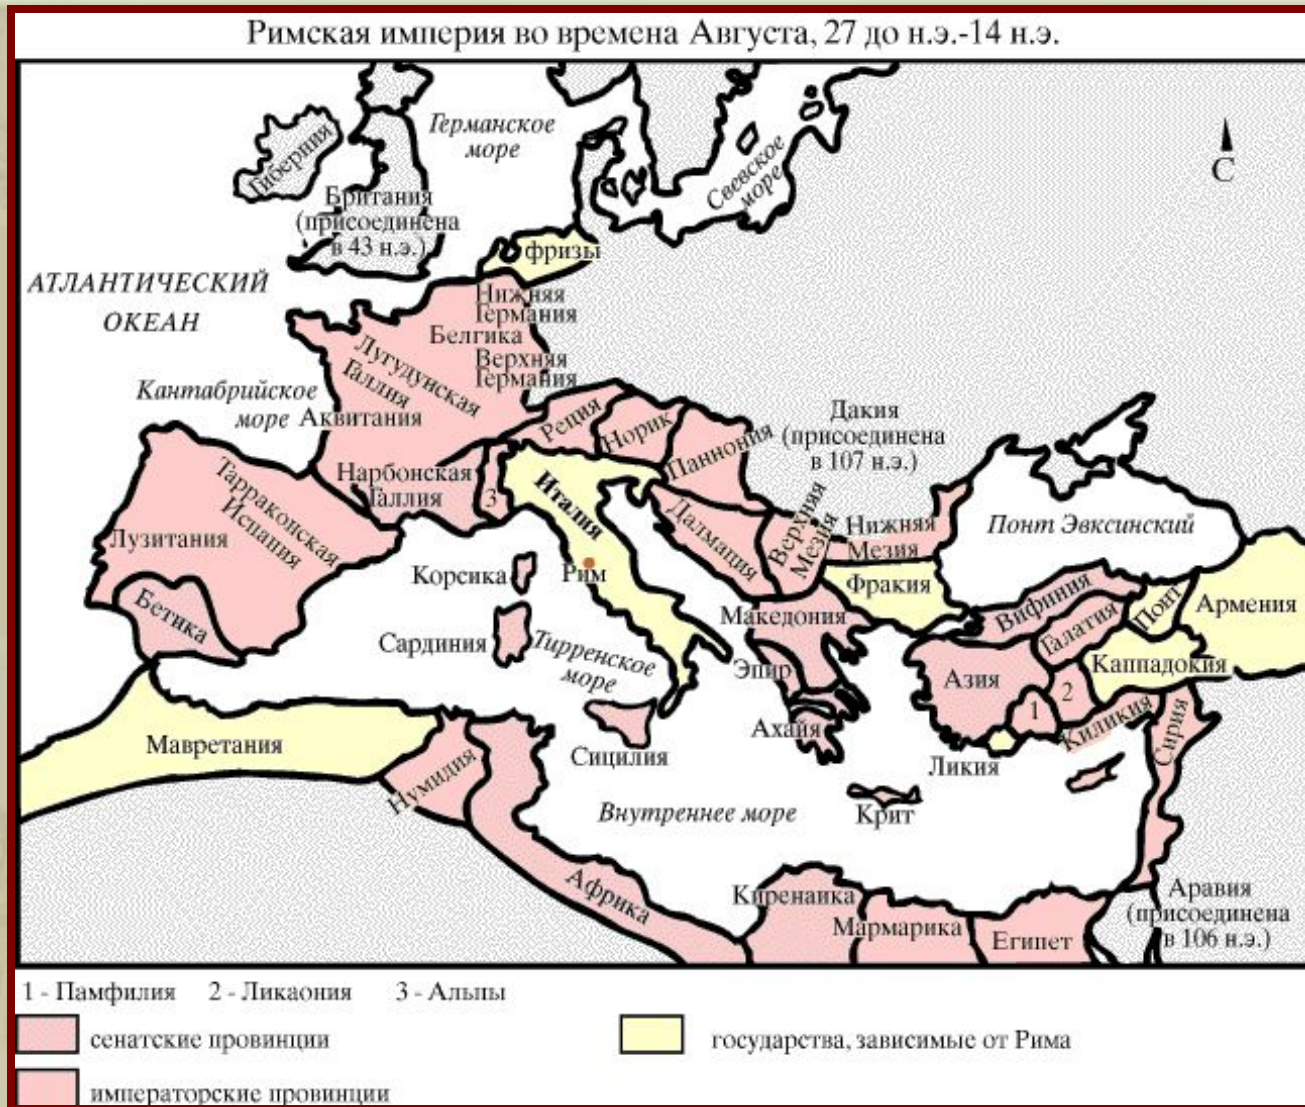 Римская империя во времена Августа, 27 до н.э.-14 н.э.
Германское
море
Свевское
море
С
Гиберния
Британия
(присоединена
в 43 н.э.)
фризы
АТЛАНТИЧЕСКИЙ
ОКЕАН
Нижняя
Германия
Белгика
Верхняя
Германия
Лугудунская
Галлия
Кантабрийское
море
Аквитания
Реция
Норик
Паннония
Дакия
(присоединена
в 107 н.э.)
Нарбонская
Галлия
3
Италия
Рим
Тарраконская
Испания
Лузитания
Бетика
Далмация
Верхняя
Мезия
Нижняя
Мезия
Понт Эвксинский
Корсика
Сардиния
Тирренское
море
Фракия
Македония
Эпир
Ахайя
Вифиния
Галатия
Понт
Армения
Каппадокия
Азия
1
2
Киликия
Сирия
Ликия
Мавретания
Нумидия
Сицилия
Внутреннее море
Крит
Африка
Киренаика
Мармарика
Египет
Аравия
(присоединена
в 106 н.э.)
1 - Памфилия 2 - Ликаония 3 - Альпы
сенатские провинции
государства, зависимые от Рима
императорские провинции